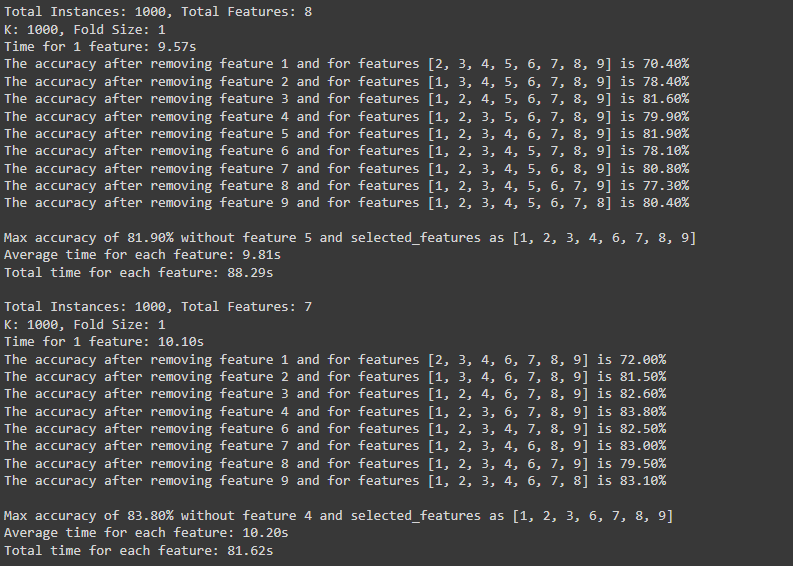 Total Instances: 1000, Total Features: 8
K: 1000, Fold Size: 1
Time for 1 feature: 9.57s
The accuracy after removing feature 1 and for features [2, 3, 4, 5, 6, 7, 8, 9] is 70.40%
The accuracy after removing feature 2 and for features [1, 3, 4, 5, 6, 7, 8, 9] is 78.40%
The accuracy after removing feature 3 and for features [1, 2, 4, 5, 6, 7, 8, 9] is 81.60%
The accuracy after removing feature 4 and for features [1, 2, 3, 5, 6, 7, 8, 9] is 79.90%
The accuracy after removing feature 5 and for features [1, 2, 3, 4, 6, 7, 8, 9] is 81.90%
The accuracy after removing feature 6 and for features [1, 2, 3, 4, 5, 7, 8, 9] is 78.10%
The accuracy after removing feature 7 and for features [1, 2, 3, 4, 5, 6, 8, 9] is 80.80%
The accuracy after removing feature 8 and for features [1, 2, 3, 4, 5, 6, 7, 9] is 77.30%
The accuracy after removing feature 9 and for features [1, 2, 3, 4, 5, 6, 7, 8] is 80.40%

Max accuracy of 81.90% without feature 5 and selected_features as [1, 2, 3, 4, 6, 7, 8, 9]
Average time for each feature: 9.81s
Total time for each feature: 88.29s

Total Instances: 1000, Total Features: 7
K: 1000, Fold Size: 1
Time for 1 feature: 10.10s
The accuracy after removing feature 1 and for features [2, 3, 4, 6, 7, 8, 9] is 72.00%
The accuracy after removing feature 2 and for features [1, 3, 4, 6, 7, 8, 9] is 81.50%
The accuracy after removing feature 3 and for features [1, 2, 4, 6, 7, 8, 9] is 82.60%
The accuracy after removing feature 4 and for features [1, 2, 3, 6, 7, 8, 9] is 83.80%
The accuracy after removing feature 6 and for features [1, 2, 3, 4, 7, 8, 9] is 82.50%
The accuracy after removing feature 7 and for features [1, 2, 3, 4, 6, 8, 9] is 83.00%
The accuracy after removing feature 8 and for features [1, 2, 3, 4, 6, 7, 9] is 79.50%
The accuracy after removing feature 9 and for features [1, 2, 3, 4, 6, 7, 8] is 83.10%

Max accuracy of 83.80% without feature 4 and selected_features as [1, 2, 3, 6, 7, 8, 9]
Average time for each feature: 10.20s
Total time for each feature: 81.62s